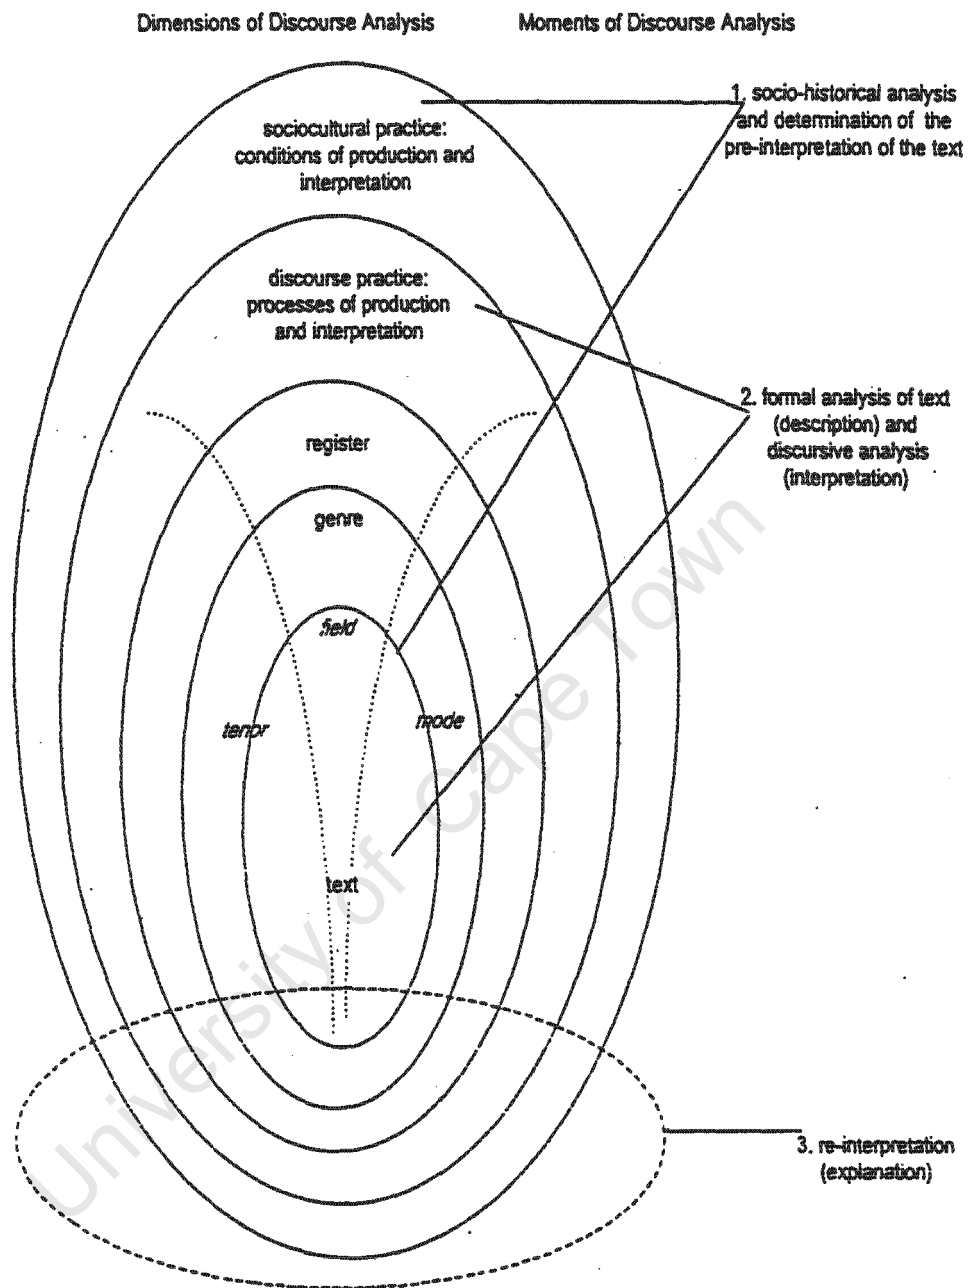 Dimensions of Discourse Analysis
Moments of Discourse Analysis
1. socio-historical analysis
and determination of the
pre-interpretation of the text
sociocultural practice:
conditions of production and
interpretation
discourse practice:
processes of production
and interpretation
2. formal analysis of text
(description) and
discursive analysis
(interpretation)
register
genre
field
tenor
mode
text
3. re-interpretation
(explanation)
University of Cape Town